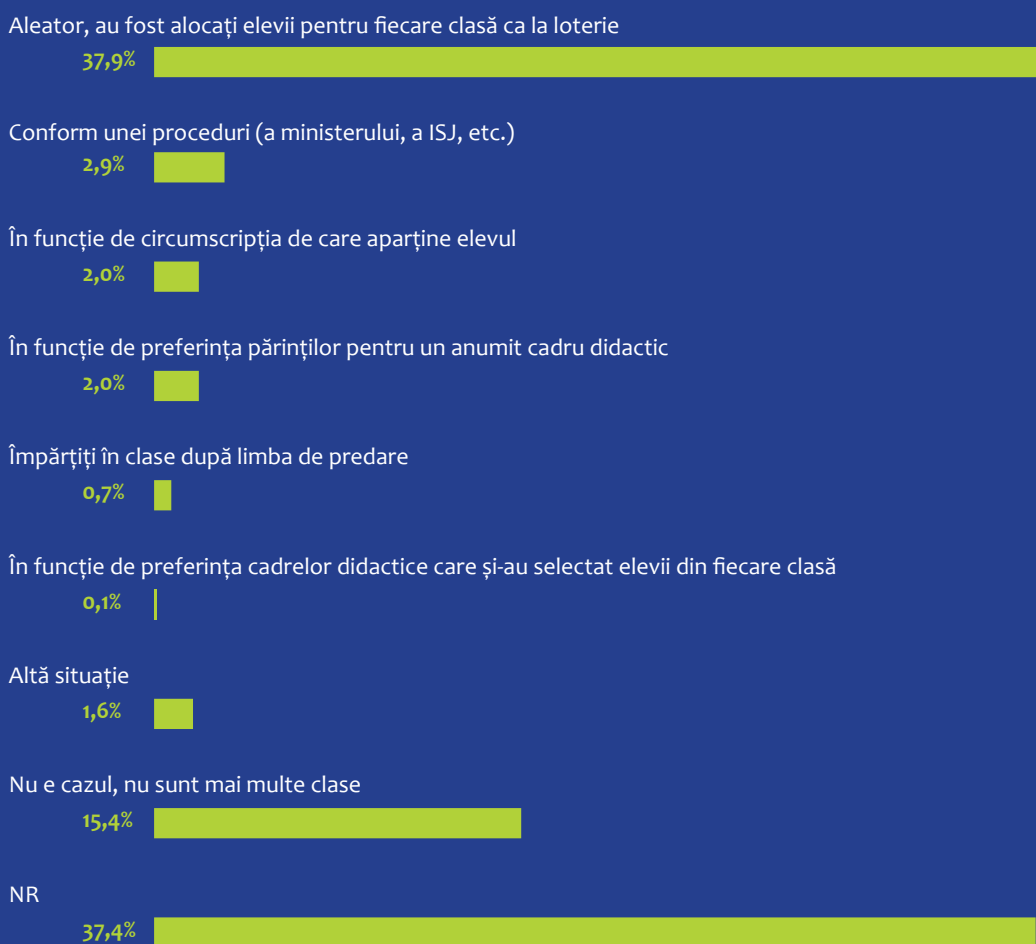 Aleator, au fost alocați elevii pentru fiecare clasă ca la loterie
37,9%
Conform unei proceduri (a ministerului, a ISJ, etc.)
2,9%
În funcție de circumscripția de care aparține elevul
2,0%
În funcție de preferința părinților pentru un anumit cadru didactic
2,0%
Împărțiți în clase după limba de predare
0,7%
În funcție de preferința cadrelor didactice care și-au selectat elevii din fiecare clasă
0,1%
Altă situație
1,6%
Nu e cazul, nu sunt mai multe clase
15,4%
NR
37,4%